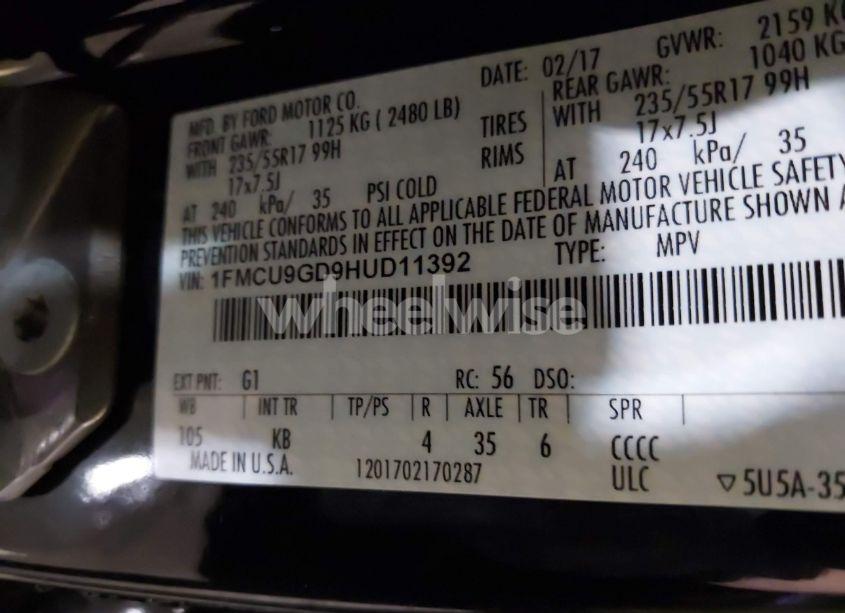 MFD. BY FORD MOTOR CO. DATE: 02/17 GVWR: 2159 KG
FRONT GAWR: 1125 KG ( 2480 LB) REAR GAWR: 1040 KG
WITH 235/55R17 99H TIRES WITH 235/55R17 99H
17x7.5J RIMS 17x7.5J
AT 240 kPa/ 35 PSI COLD AT 240 kPa/ 35
THIS VEHICLE CONFORMS TO ALL APPLICABLE FEDERAL MOTOR VEHICLE SAFETY
PREVENTION STANDARDS IN EFFECT ON THE DATE OF MANUFACTURE SHOWN A
VIN: 1FMCU9GD9HUD11392 TYPE: MPV
wheelwise
EXT PNT: G1 RC: 56 DSO:
WB INT TR TP/PS R AXLE TR SPR
105 KB 4 35 6 CCCC
MADE IN U.S.A. 1201702170287 ULC ▽5U5A-35